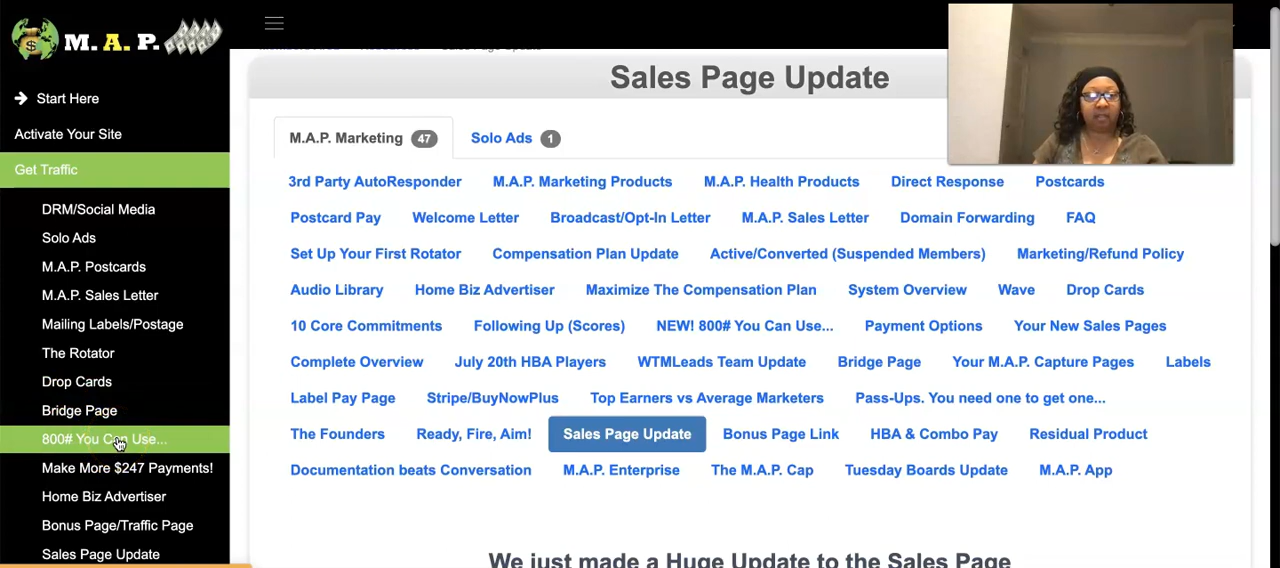 M. A. P.
Sales Page Update
Start Here
Activate Your Site
Get Traffic
DRM/Social Media
Solo Ads
M.A.P. Postcards
M.A.P. Sales Letter
Mailing Labels/Postage
The Rotator
Drop Cards
Bridge Page
800# You Can Use...
Make More $247 Payments!
Home Biz Advertiser
Bonus Page/Traffic Page
Sales Page Update
M.A.P. Marketing 47 Solo Ads 1
3rd Party AutoResponder M.A.P. Marketing Products M.A.P. Health Products Direct Response Postcards
Postcard Pay Welcome Letter Broadcast/Opt-In Letter M.A.P. Sales Letter Domain Forwarding FAQ
Set Up Your First Rotator Compensation Plan Update Active/Converted (Suspended Members) Marketing/Refund Policy
Audio Library Home Biz Advertiser Maximize The Compensation Plan System Overview Wave Drop Cards
10 Core Commitments Following Up (Scores) NEW! 800# You Can Use... Payment Options Your New Sales Pages
Complete Overview July 20th HBA Players WTMLeads Team Update Bridge Page Your M.A.P. Capture Pages Labels
Label Pay Page Stripe/BuyNowPlus Top Earners vs Average Marketers Pass-Ups. You need one to get one...
The Founders Ready, Fire, Aim! Sales Page Update Bonus Page Link HBA & Combo Pay Residual Product
Documentation beats Conversation M.A.P. Enterprise The M.A.P. Cap Tuesday Boards Update M.A.P. App
We just made a Huge Update to the Sales Page